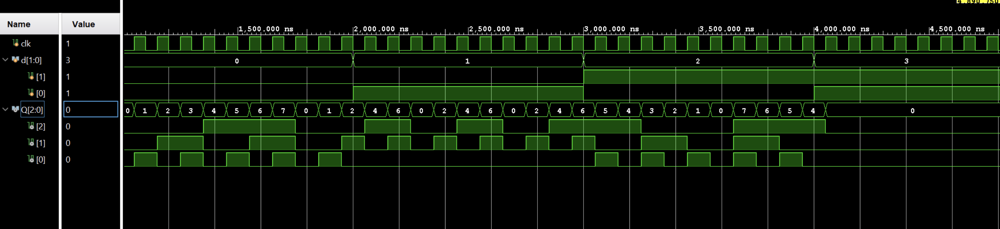 Name Value
1,500.000 ns 2,000.000 ns 2,500.000 ns 3,000.000 ns 3,500.000 ns 4,000.000 ns 4,500.000 ns
clk 1
d[1:0] 3 0 1 2 3
[1] 1
[0] 1
Q[2:0] 0 0 1 2 3 4 5 6 7 0 1 2 4 6 0 2 4 6 0 2 4 6 5 4 3 2 1 0 7 6 5 4 0
[2] 0
[1] 0
[0] 0